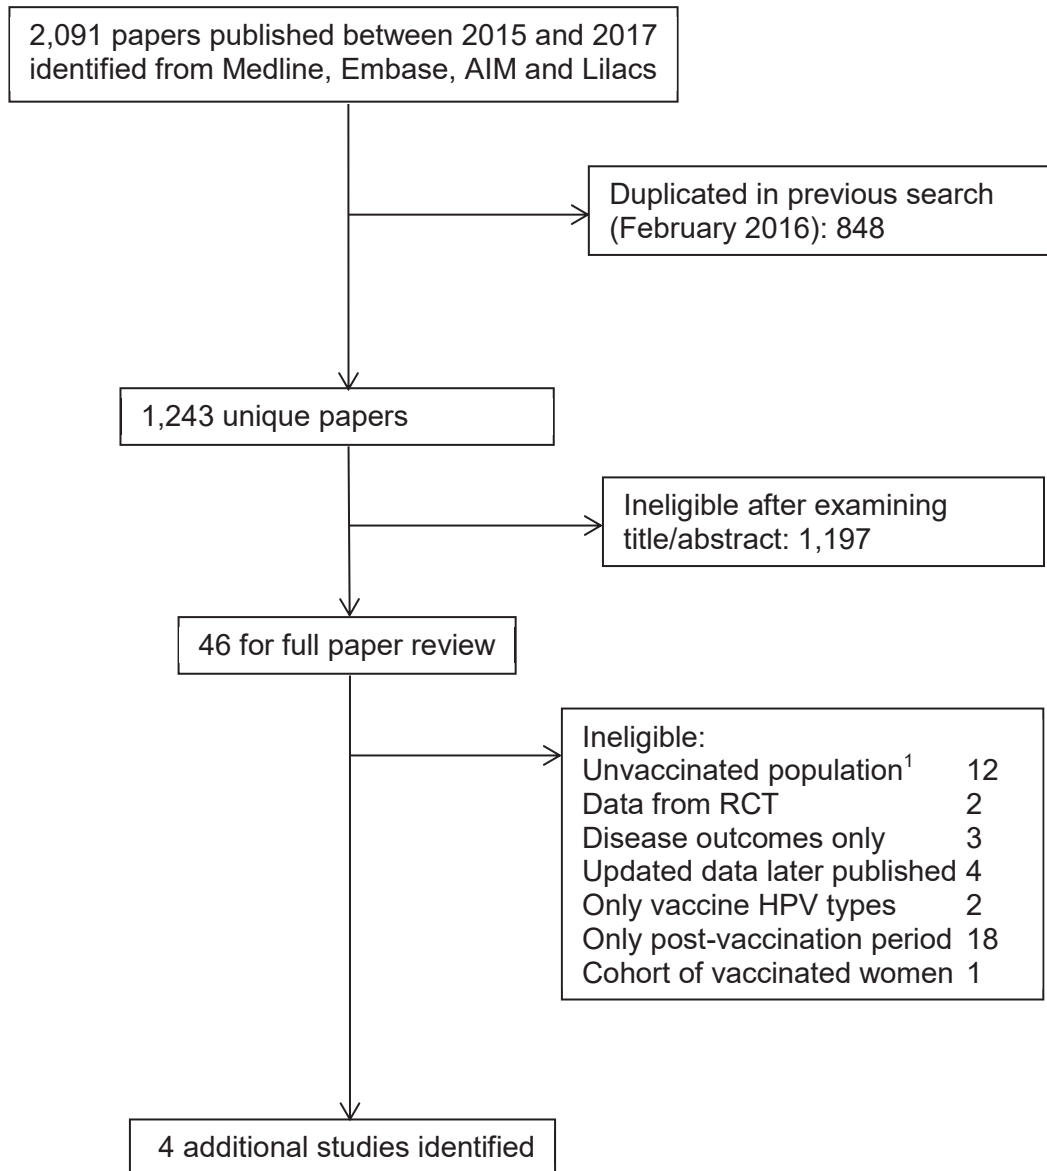 2,091 papers published between 2015 and 2017
identified from Medline, Embase, AIM and Lilacs
Duplicated in previous search
(February 2016): 848
1,243 unique papers
Ineligible after examining
title/abstract: 1,197
46 for full paper review
Ineligible:
Unvaccinated population¹ 12
Data from RCT 2
Disease outcomes only 3
Updated data later published 4
Only vaccine HPV types 2
Only post-vaccination period 18
Cohort of vaccinated women 1
4 additional studies identified